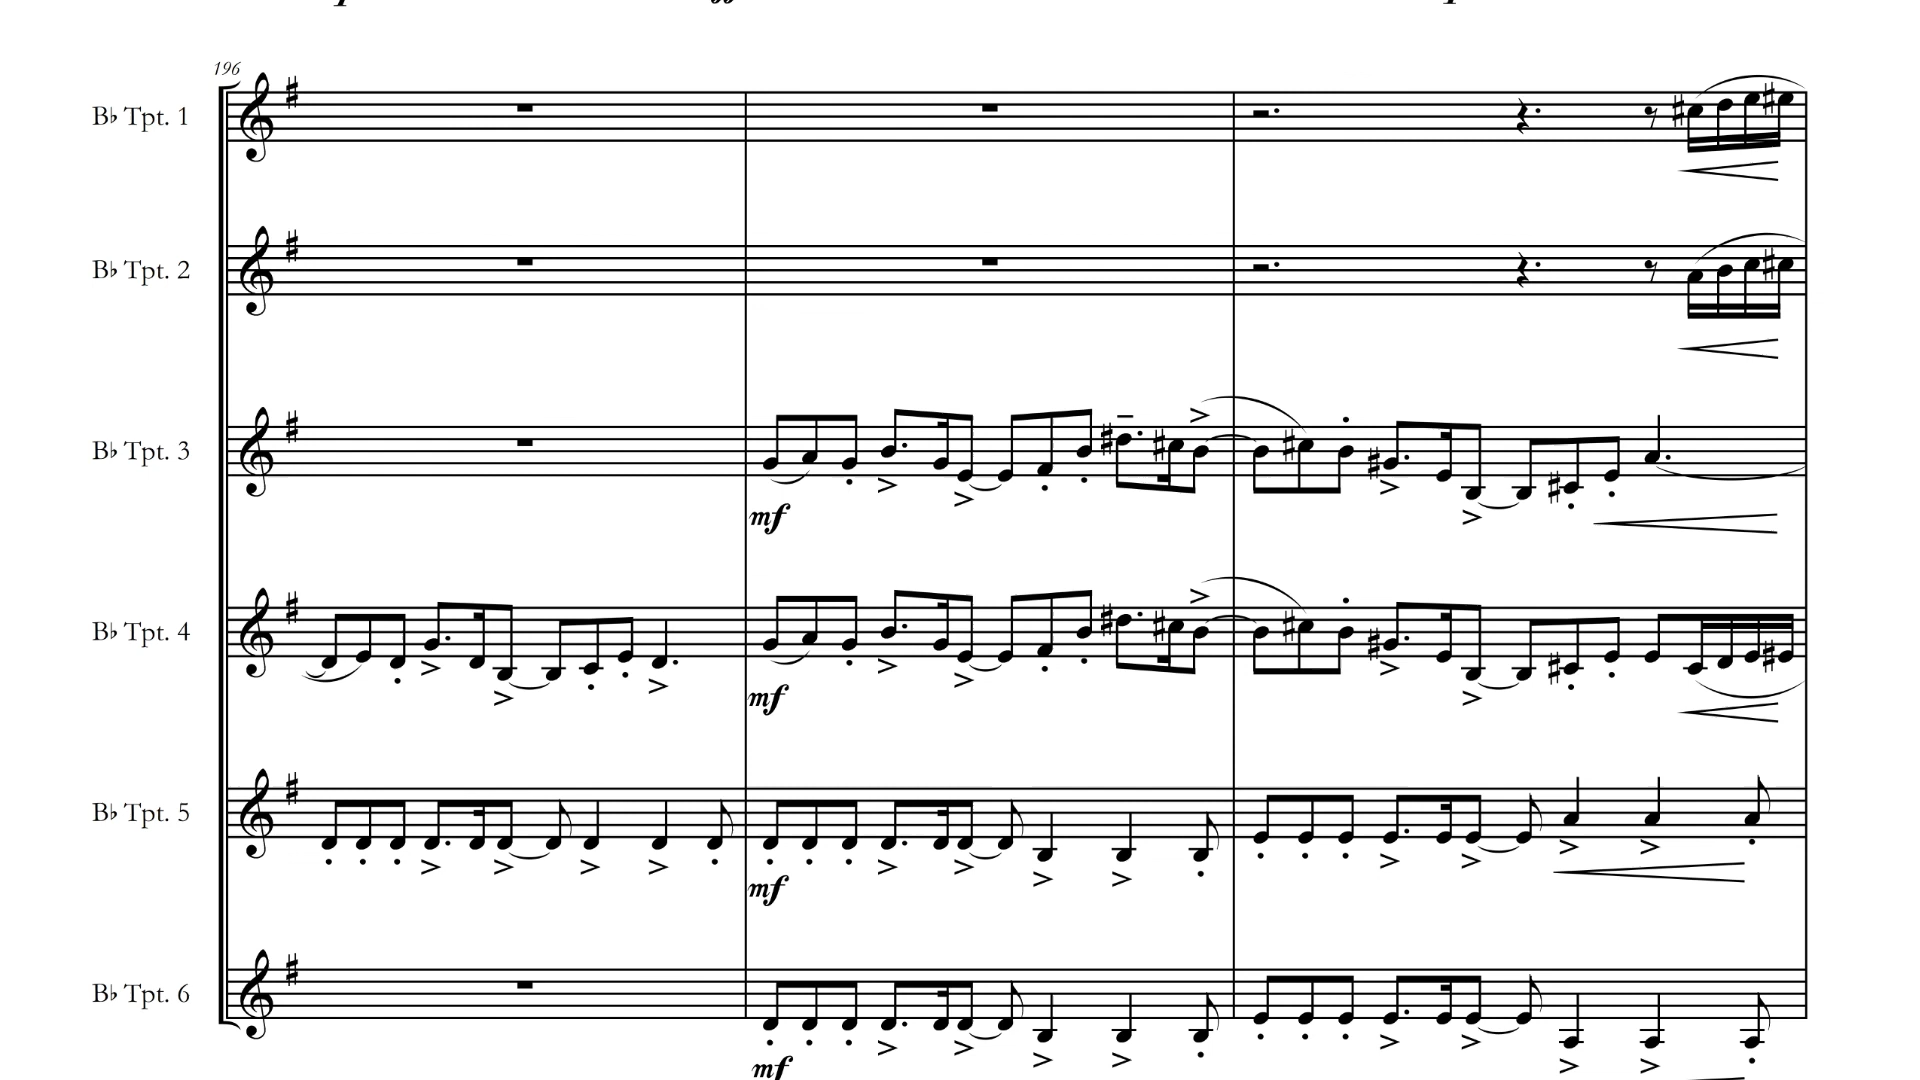 196
B♭ Tpt. 1
B♭ Tpt. 2
B♭ Tpt. 3
mf
B♭ Tpt. 4
mf
B♭ Tpt. 5
mf
B♭ Tpt. 6
mf